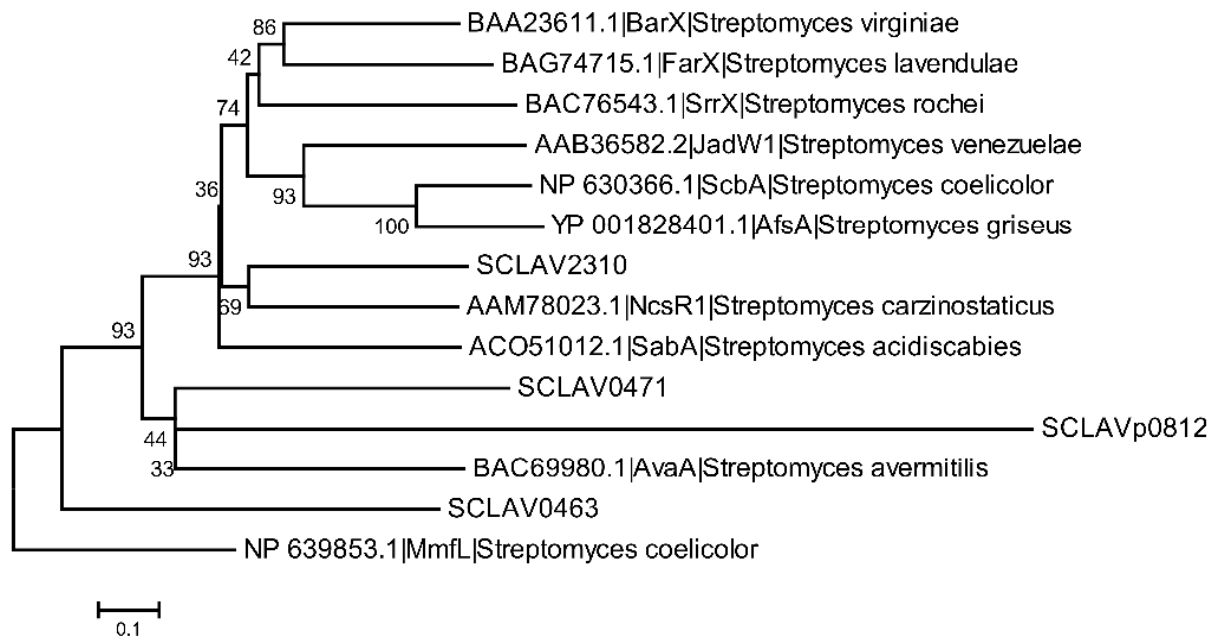 86
BAA23611.1|BarX|Streptomyces virginiae
42
BAG74715.1|FarX|Streptomyces lavendulae
74
BAC76543.1|SrrX|Streptomyces rochei
AAB36582.2|JadW1|Streptomyces venezuelae
36
93
NP 630366.1|ScbA|Streptomyces coelicolor
100
YP 001828401.1|AfsA|Streptomyces griseus
93
SCLAV2310
69
AAM78023.1|NcsR1|Streptomyces carzinostaticus
93
ACO51012.1|SabA|Streptomyces acidiscabies
SCLAV0471
44
SCLAVp0812
33
BAC69980.1|AvaA|Streptomyces avermitilis
SCLAV0463
NP 639853.1|MmfL|Streptomyces coelicolor
0.1